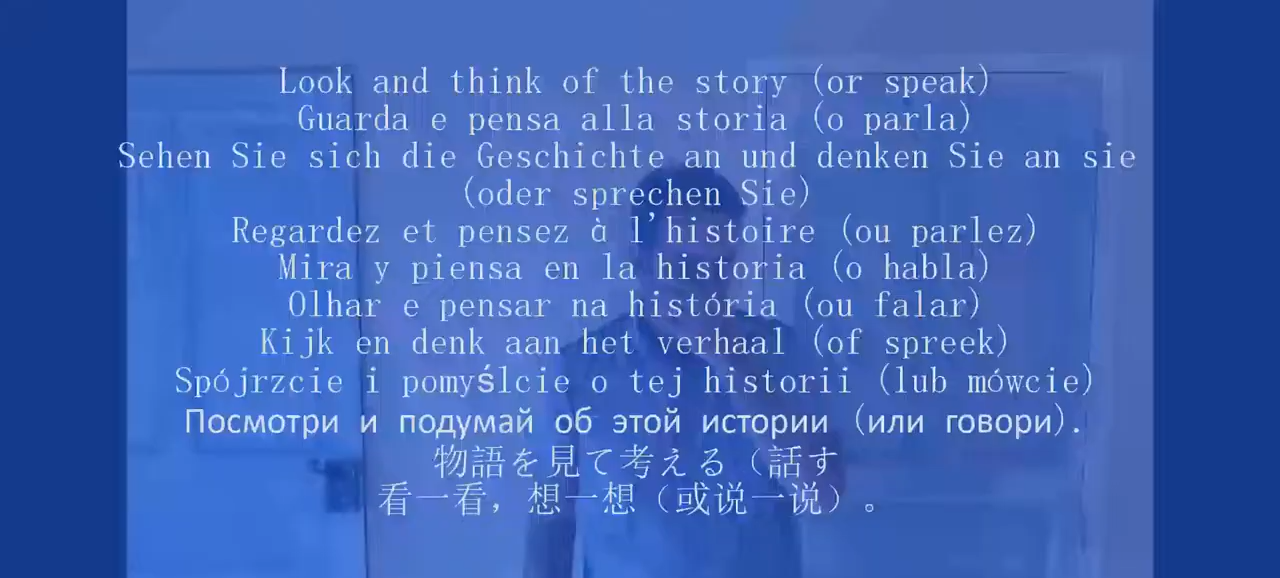 Look and think of the story (or speak)
Guarda e pensa alla storia (o parla)
Sehen Sie sich die Geschichte an und denken Sie an sie
(oder sprechen Sie)
Regardez et pensez à l'histoire (ou parlez)
Mira y piensa en la historia (o habla)
Olhar e pensar na história (ou falar)
Kijk en denk aan het verhaal (of spreek)
Spójrzcie i pomyślcie o tej historii (lub mówcie)
Посмотри и подумай об этой истории (или говори).
物語を見て考える（話す
看一看，想一想（或说一说）。